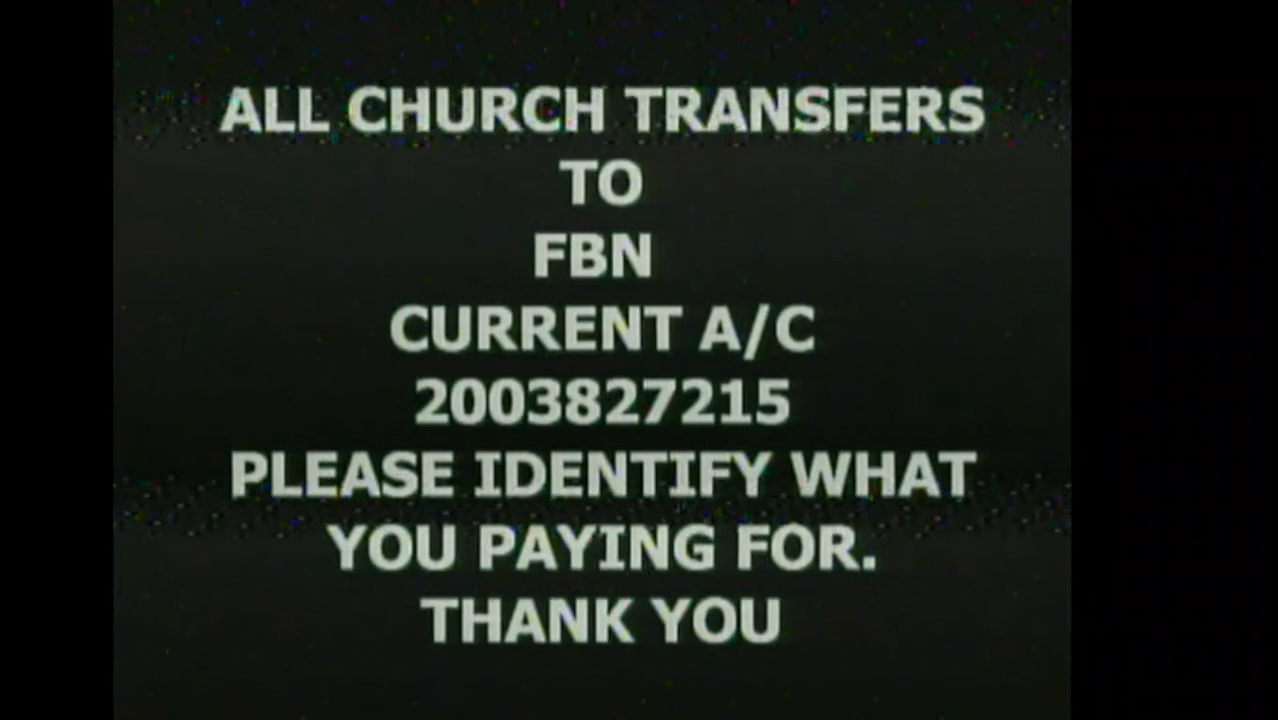 ALL CHURCH TRANSFERS
TO
FBN
CURRENT A/C
2003827215
PLEASE IDENTIFY WHAT
YOU PAYING FOR.
THANK YOU